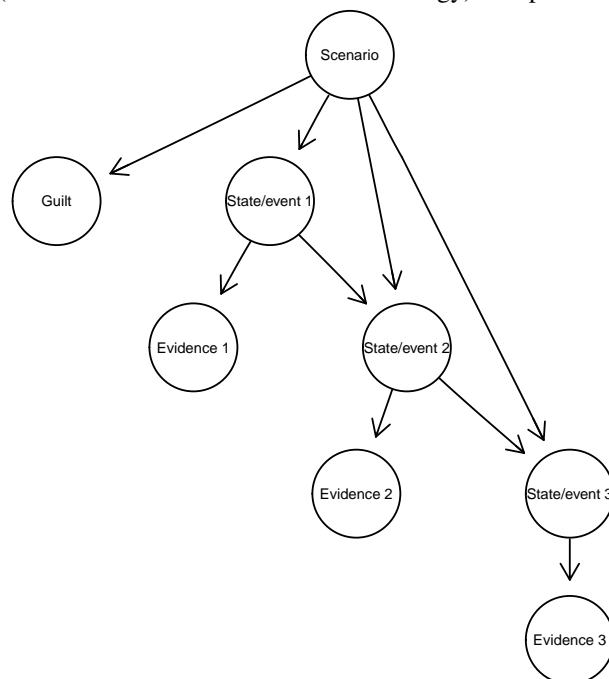 Scenario
Guilt
State/event 1
Evidence 1
State/event 2
Evidence 2
State/event 3
Evidence 3